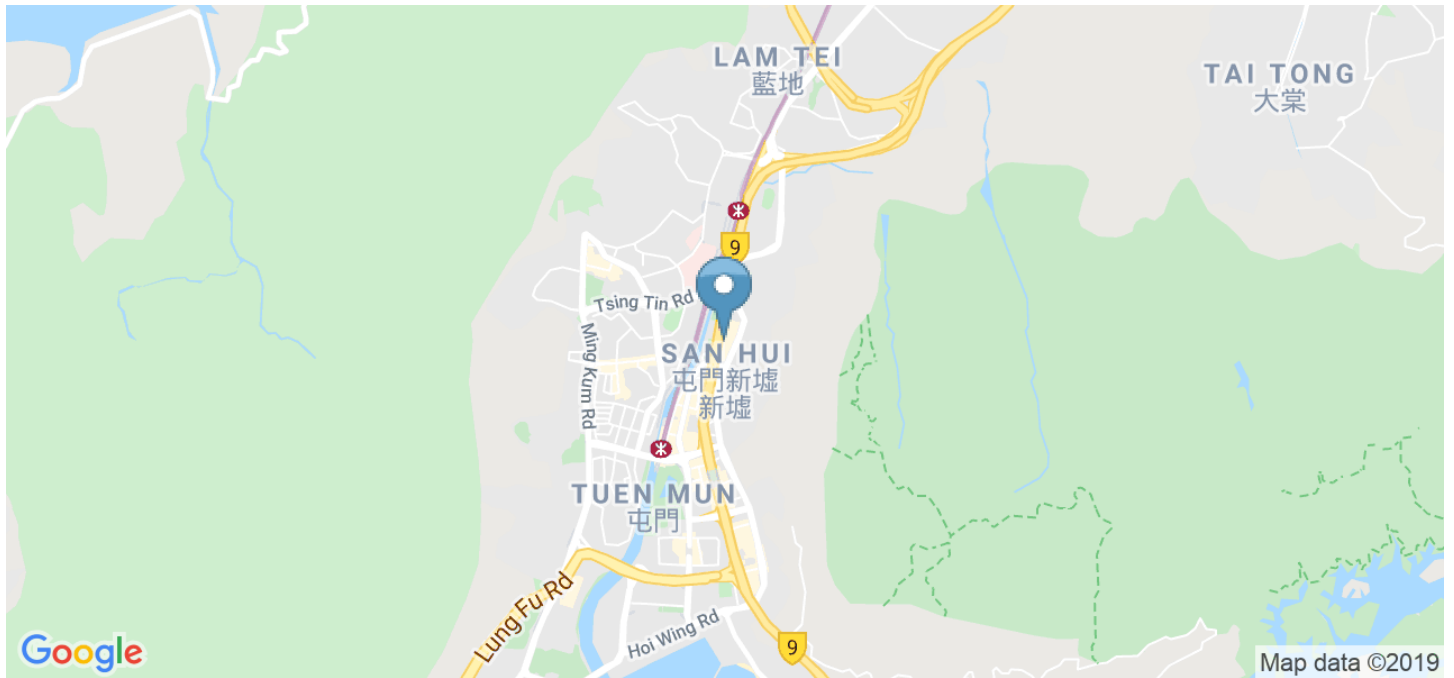 LAM TEI
藍地
TAI TONG
大棠
9
Tsing Tin Rd
Ming Kum Rd
SAN HUI
屯門新墟
新墟
TUEN MUN
屯門
Lung Fu Rd
Hoi Wing Rd
9
Google
Map data ©2019